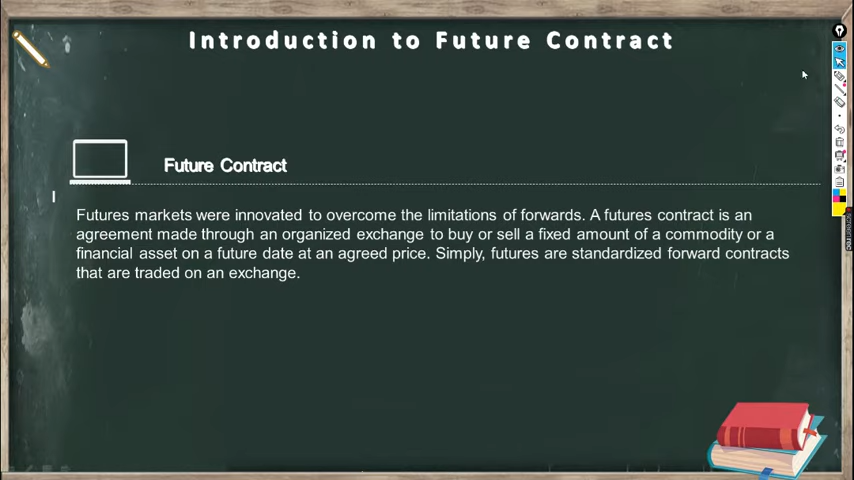 Introduction to Future Contract
Future Contract
Futures markets were innovated to overcome the limitations of forwards. A futures contract is an
agreement made through an organized exchange to buy or sell a fixed amount of a commodity or a
financial asset on a future date at an agreed price. Simply, futures are standardized forward contracts
that are traded on an exchange.